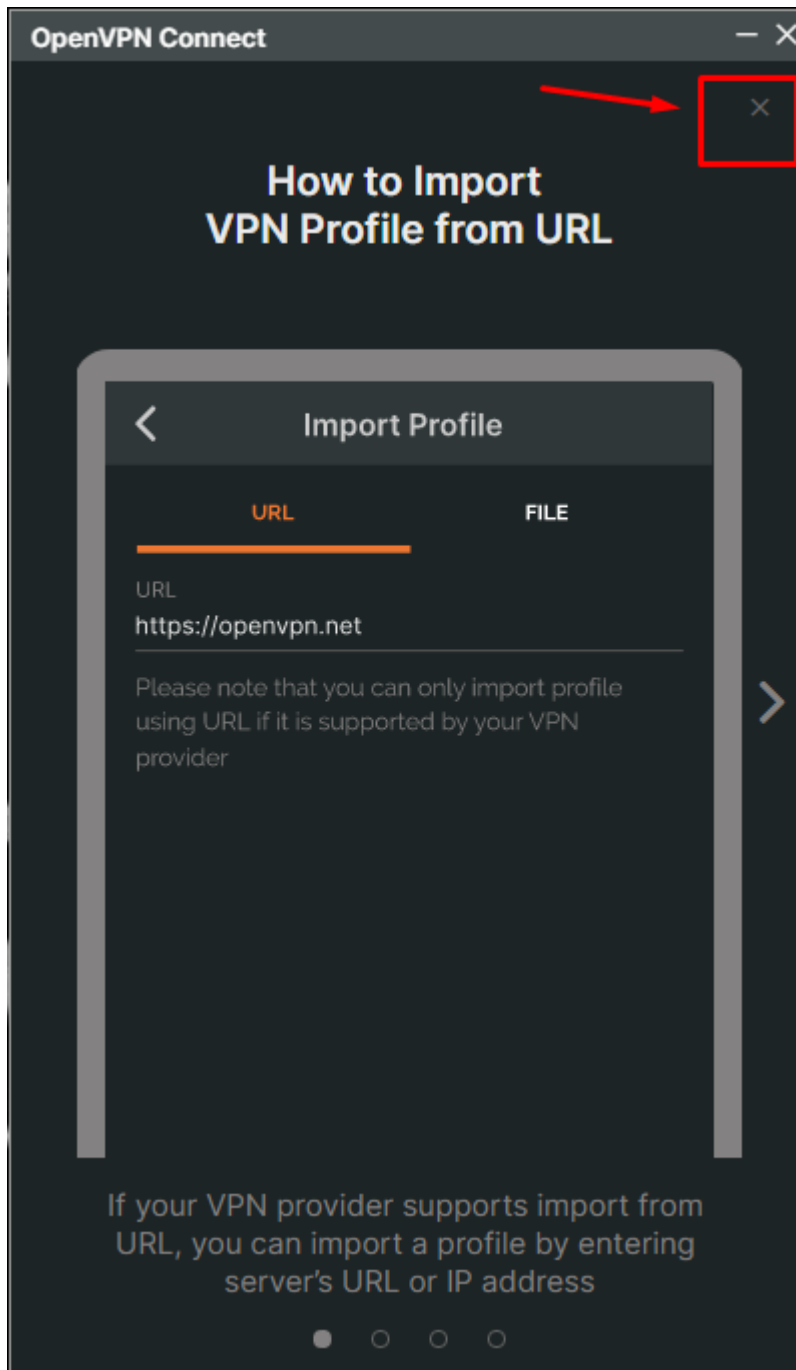 OpenVPN Connect
How to Import
VPN Profile from URL
Import Profile
URL
FILE
URL
https://openvpn.net
Please note that you can only import profile
using URL if it is supported by your VPN
provider
If your VPN provider supports import from
URL, you can import a profile by entering
server's URL or IP address